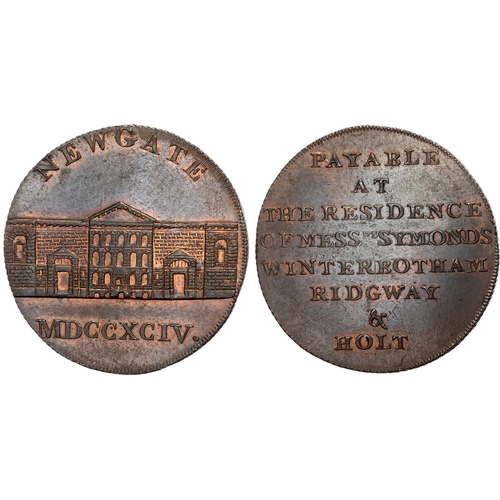 NEWGATE
MDCCXCIV.
PAYABLE
AT
THE RESIDENCE
OF MESS.RS SYMONDS
WINTERBOTHAM
RIDGWAY
&
HOLT